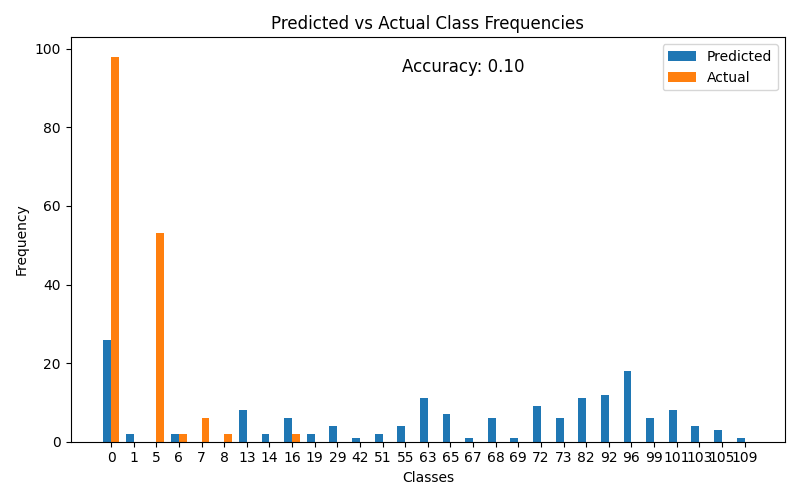 Predicted vs Actual Class Frequencies
Accuracy: 0.10
Predicted
Actual
Frequency
100
80
60
40
20
0
0 1 5 6 7 8 13 14 16 19 29 42 51 55 63 65 67 68 69 72 73 82 92 96 99 101 103 105 109
Classes